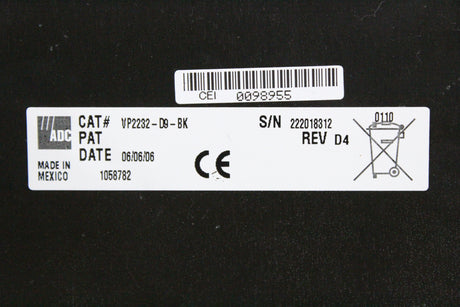 CEI 0098955
ADC
CAT# VP2232-D9-BK S/N 222018312
PAT REV D4
DATE 06/06/06
MADE IN
MEXICO 1058782
CE
0110